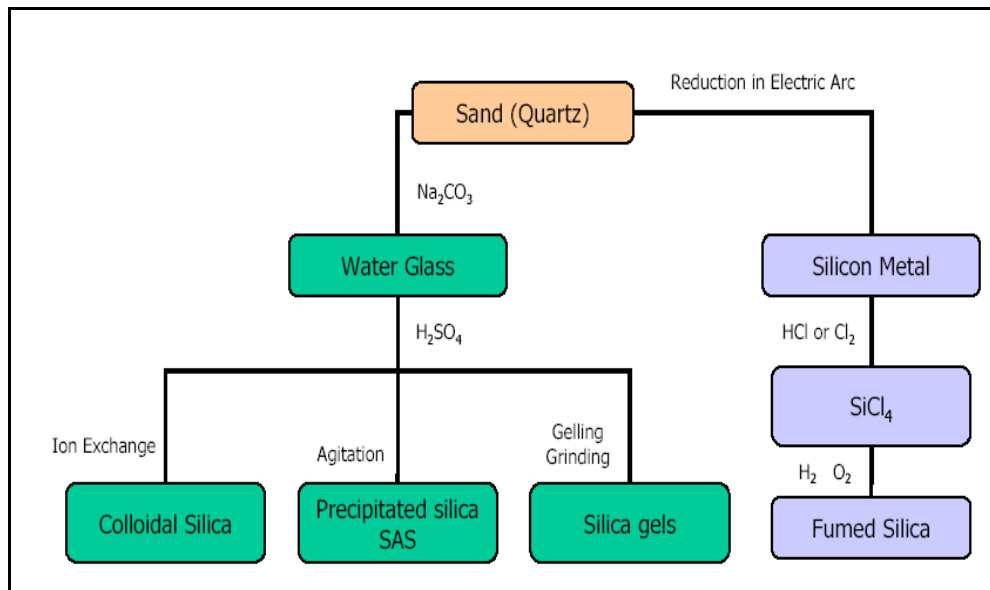 Reduction in Electric Arc
Sand (Quartz)
Na₂CO₃
Water Glass
Silicon Metal
H₂SO₄
HCl or Cl₂
SiCl₄
Ion Exchange
Agitation
Gelling
Grinding
H₂ O₂
Colloidal Silica
Precipitated silica
SAS
Silica gels
Fumed Silica